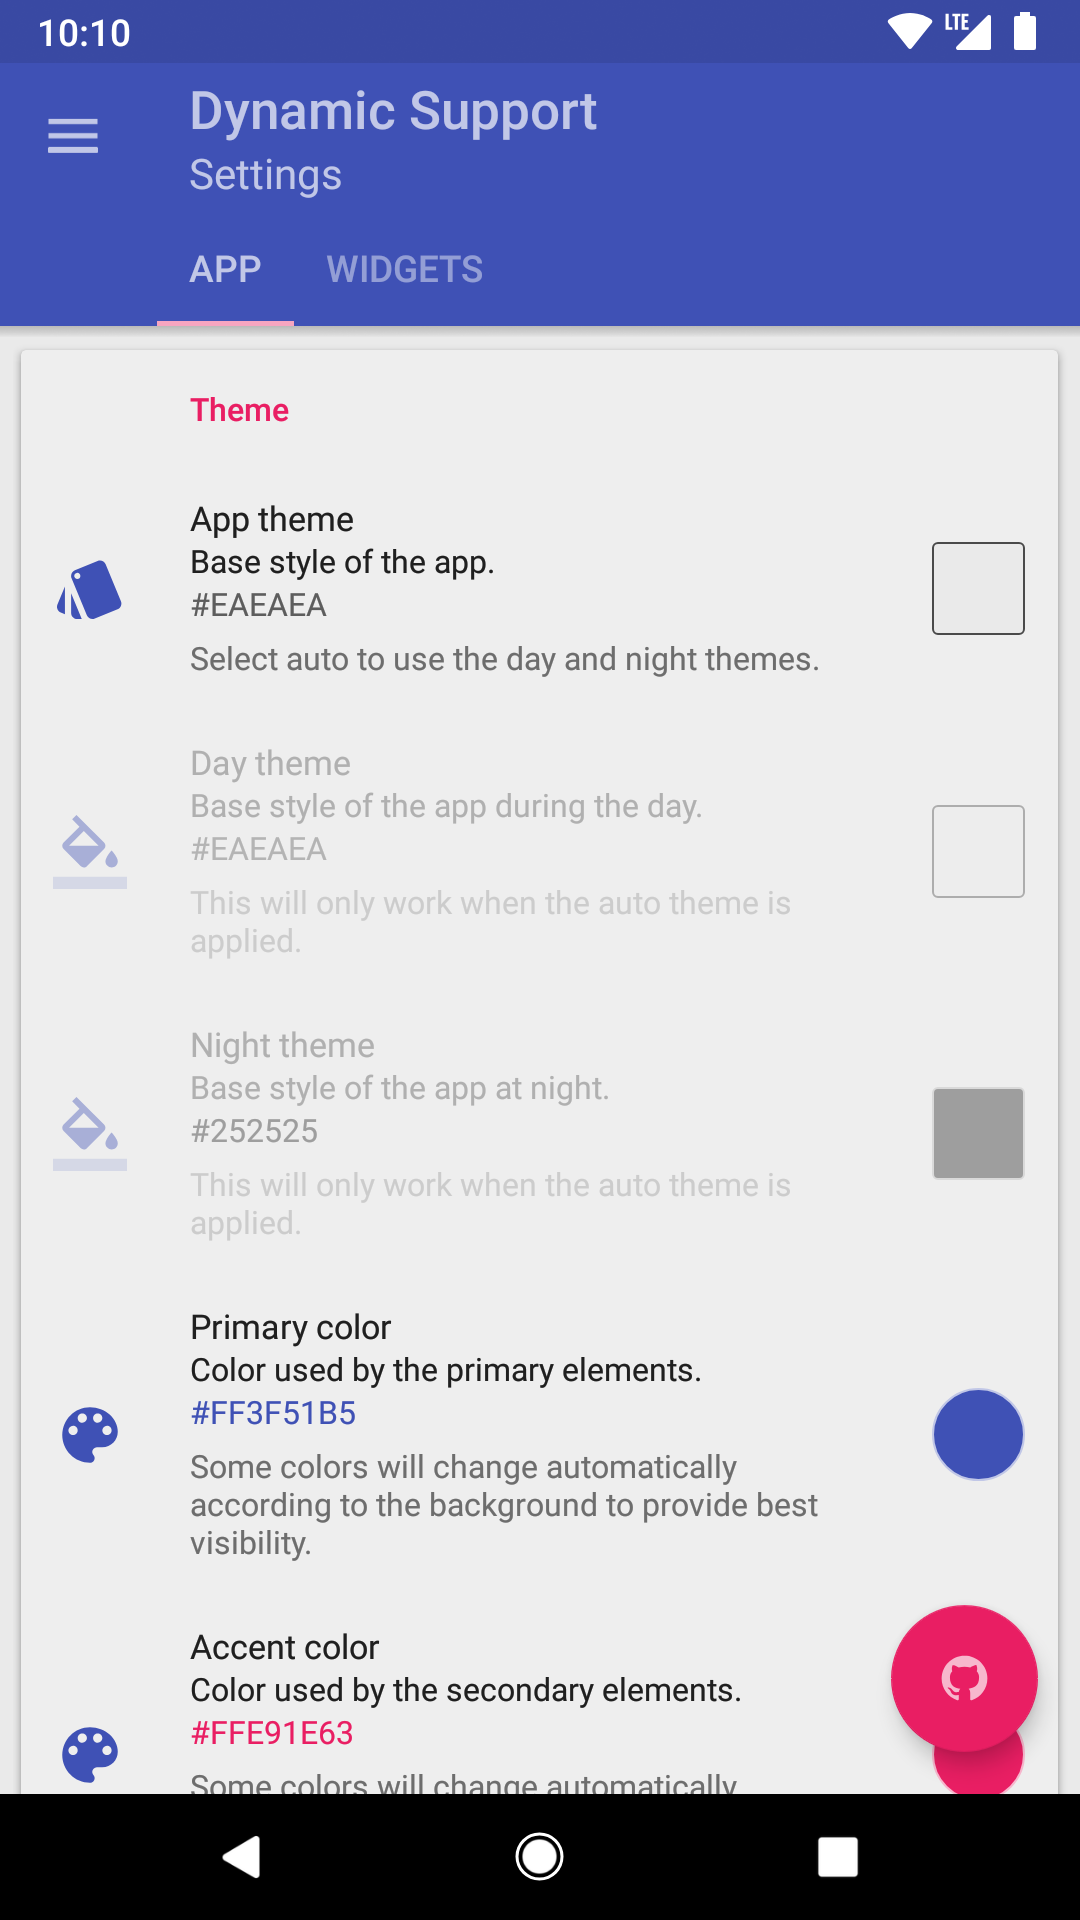 10:10
LTE
Dynamic Support
Settings
APP
WIDGETS
Theme
App theme
Base style of the app.
#EAEAEA
Select auto to use the day and night themes.
Day theme
Base style of the app during the day.
#EAEAEA
This will only work when the auto theme is
applied.
Night theme
Base style of the app at night.
#252525
This will only work when the auto theme is
applied.
Primary color
Color used by the primary elements.
#FF3F51B5
Some colors will change automatically
according to the background to provide best
visibility.
Accent color
Color used by the secondary elements.
#FFE91E63
Some colors will change automatically